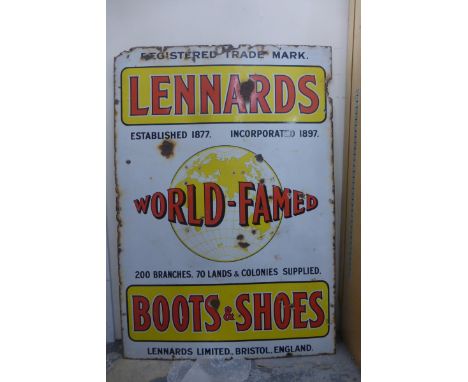 REGISTERED TRADE MARK.
LENNARDS
ESTABLISHED 1877. INCORPORATED 1897.
WORLD-FAMED
200 BRANCHES, 70 LANDS & COLONIES SUPPLIED.
BOOTS & SHOES
LENNARDS LIMITED., BRISTOL, ENGLAND.